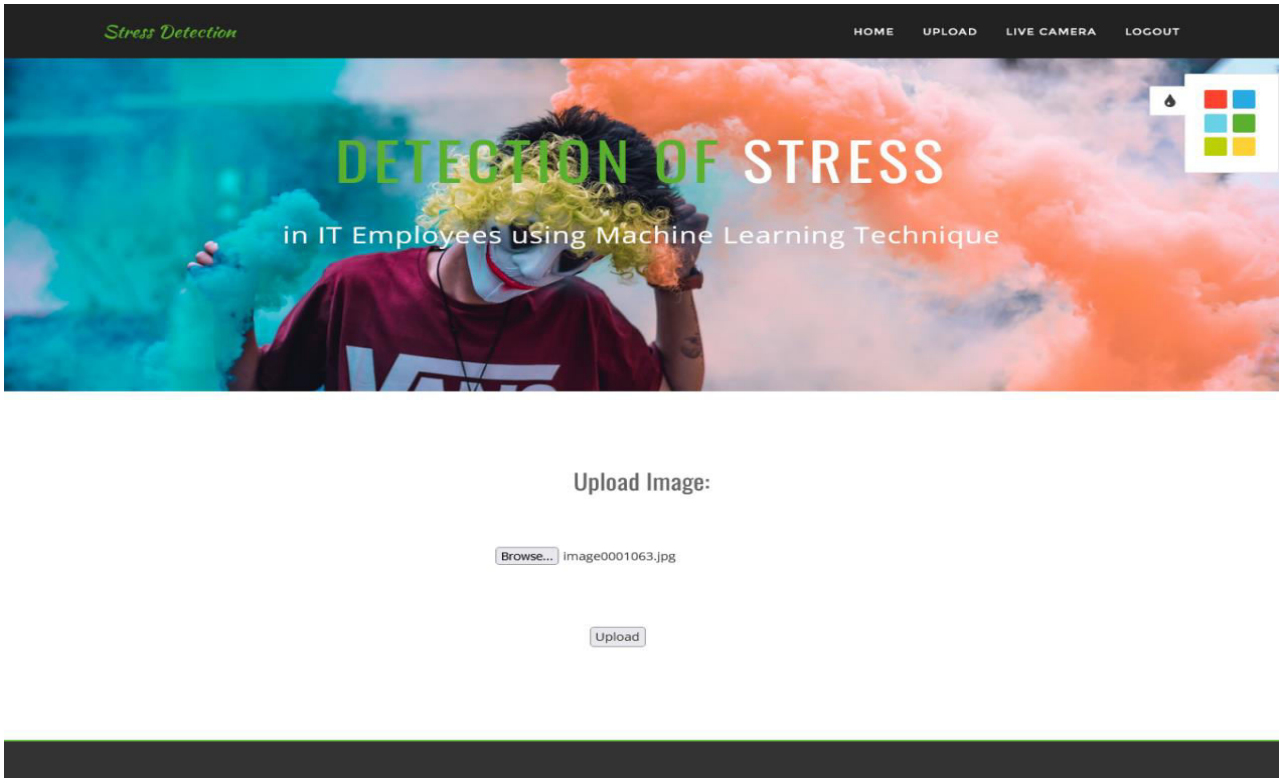 Stress Detection
HOME UPLOAD LIVE CAMERA LOGOUT
DETECTION OF STRESS
in IT Employees using Machine Learning Technique
VANS
Upload Image:
Browse... image0001063.jpg
Upload